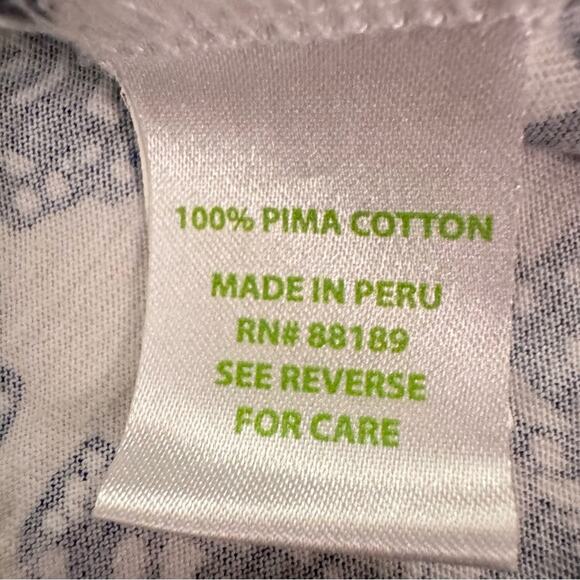 100% PIMA COTTON
MADE IN PERU
RN# 88189
SEE REVERSE
FOR CARE